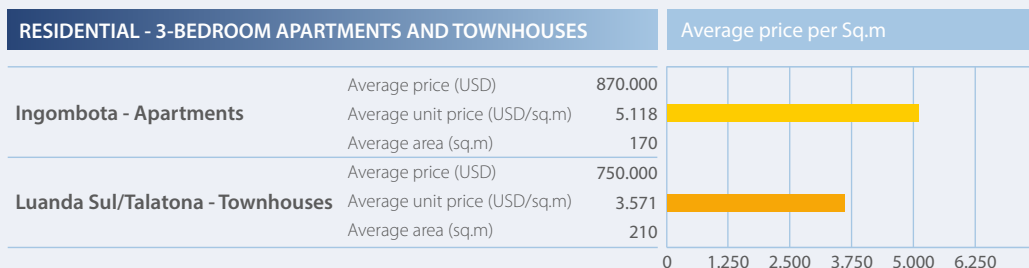 RESIDENTIAL - 3-BEDROOM APARTMENTS AND TOWNHOUSES
Average price per Sq.m
Ingombota - Apartments
Average price (USD) 870.000
Average unit price (USD/sq.m) 5.118
Average area (sq.m) 170
Luanda Sul/Talatona - Townhouses
Average price (USD) 750.000
Average unit price (USD/sq.m) 3.571
Average area (sq.m) 210
0 1.250 2.500 3.750 5.000 6.250